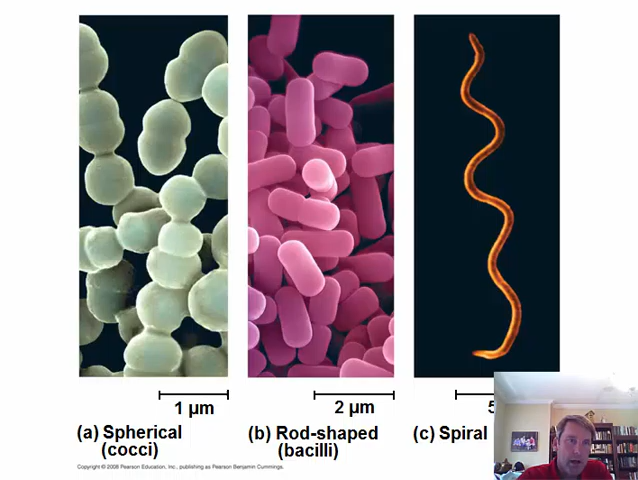 1 µm
2 µm
5
(a) Spherical
(cocci)
(b) Rod-shaped
(bacilli)
(c) Spiral
Copyright © 2008 Pearson Education, Inc., publishing as Pearson Benjamin Cummings.